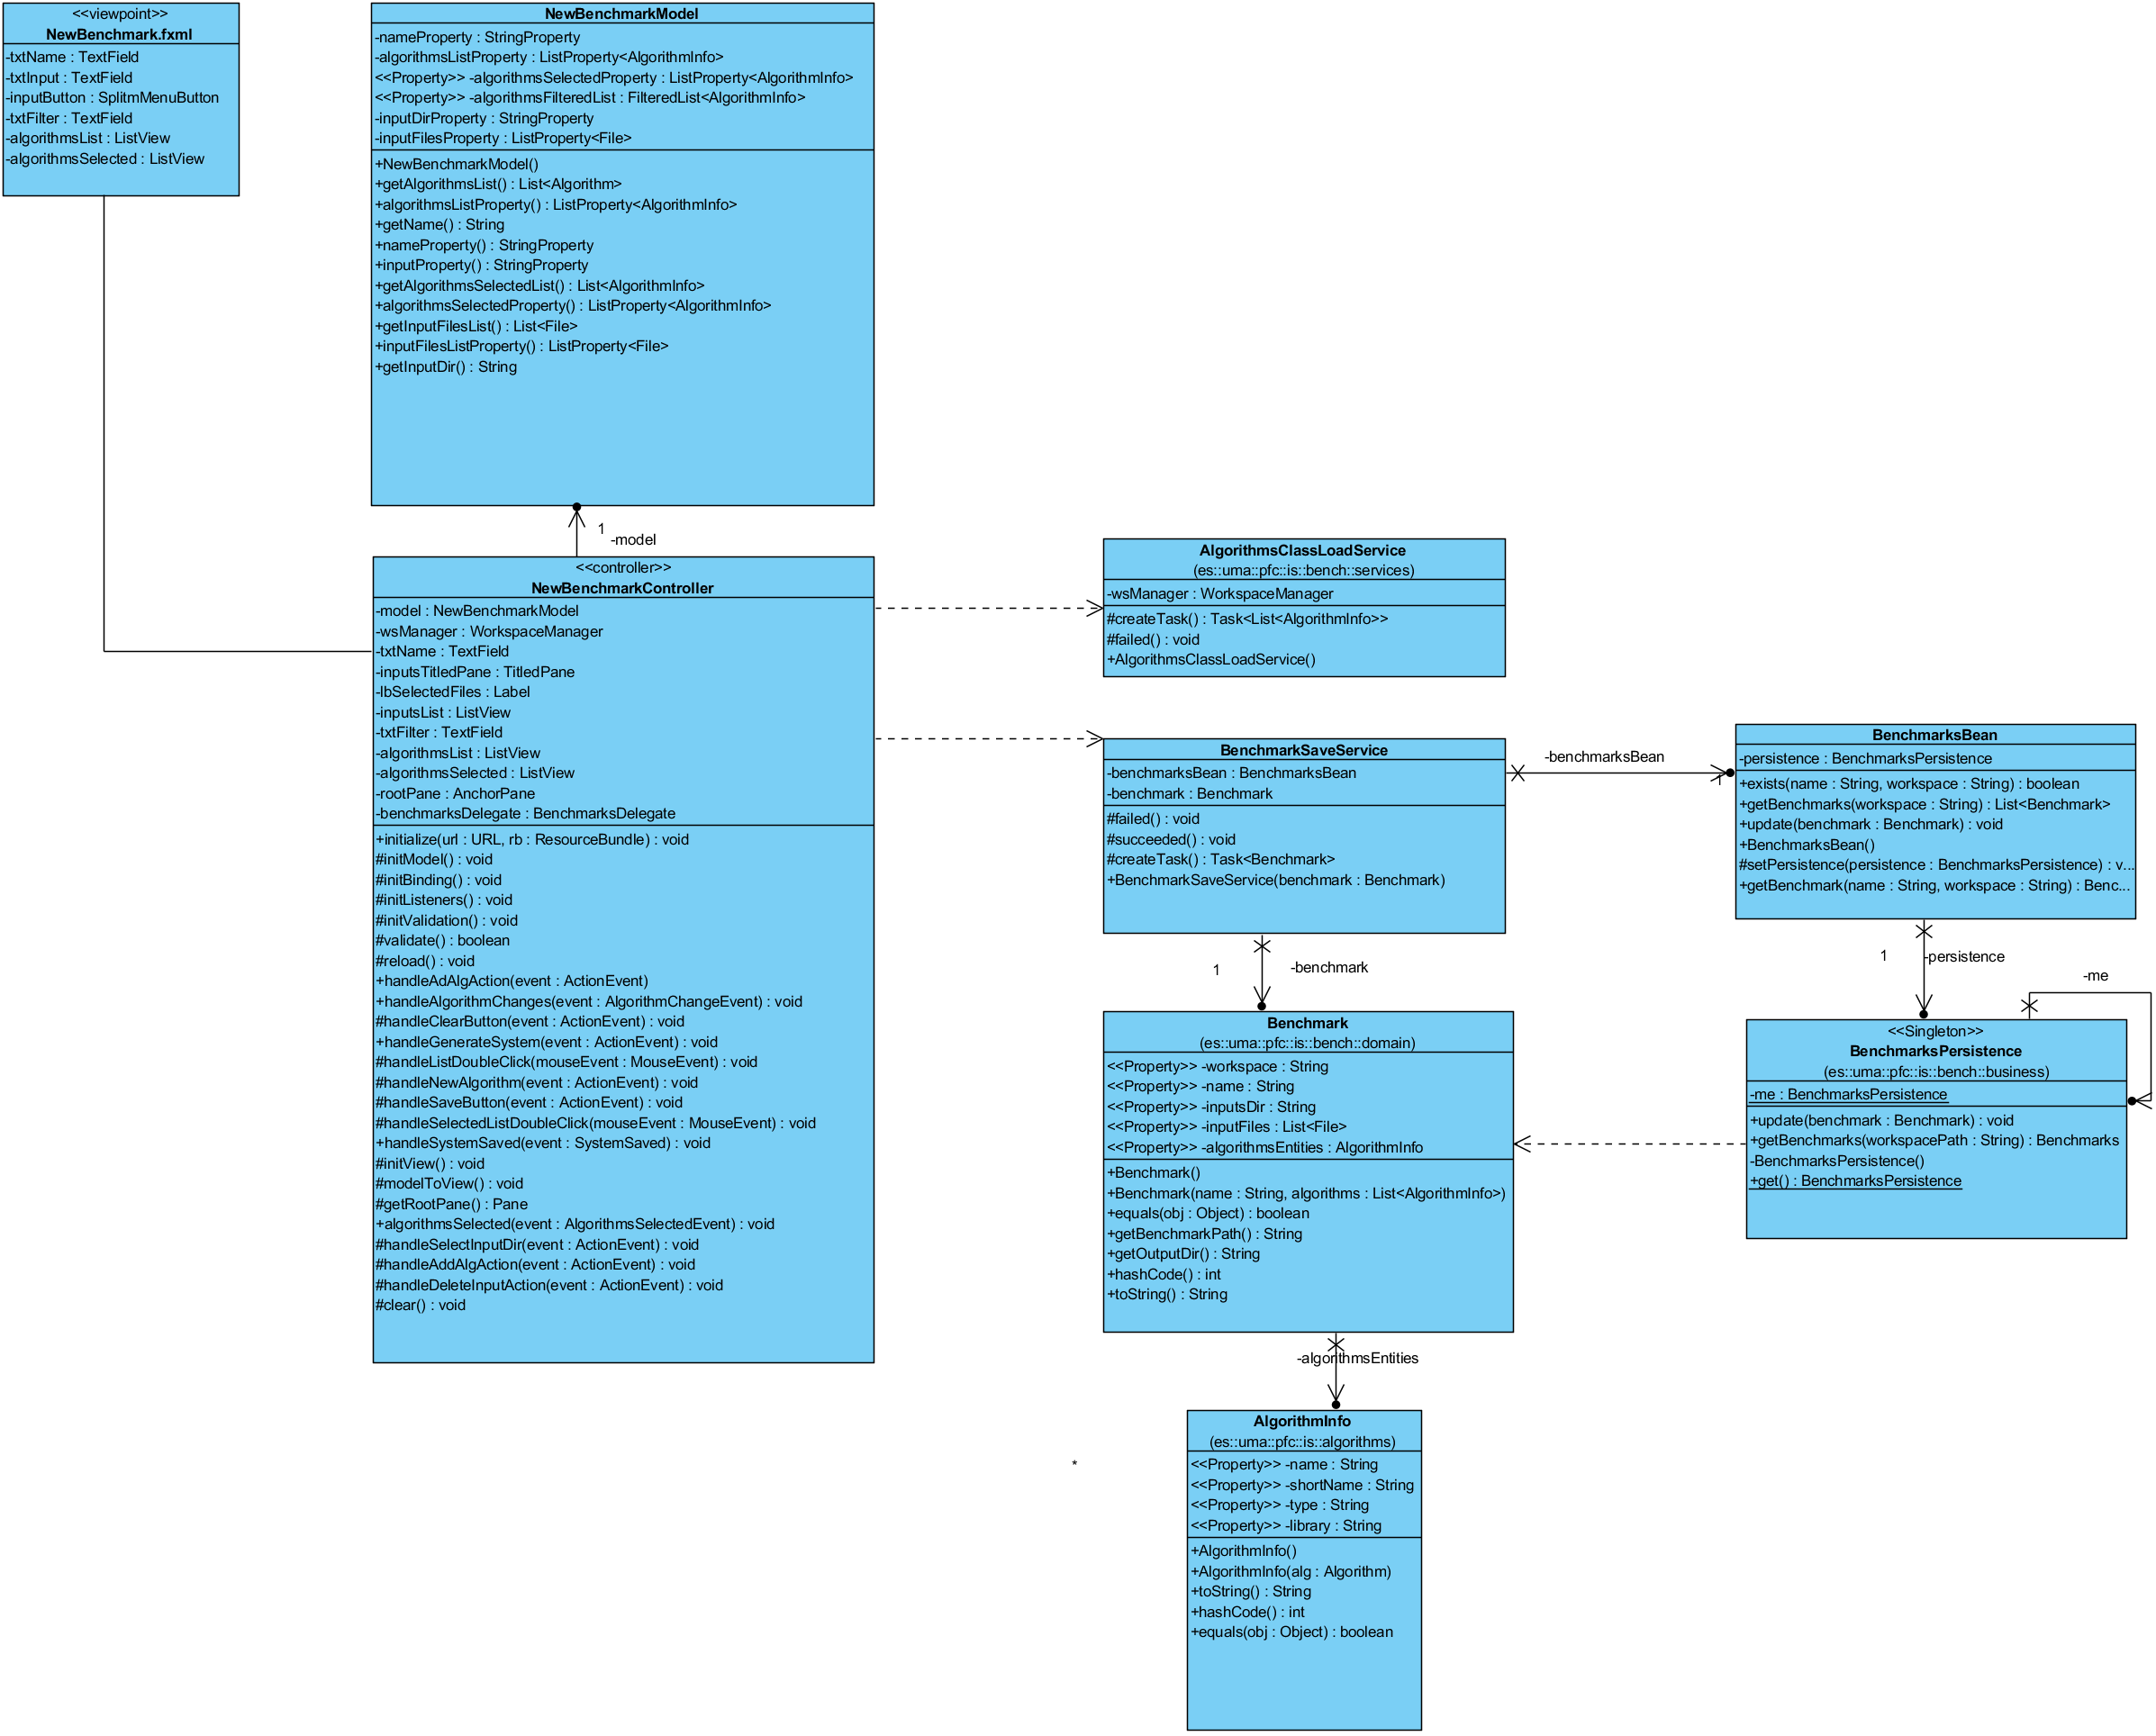 <<viewpoint>>
NewBenchmark.fxml
-txtName : TextField
-txtInput : TextField
-inputButton : SplitmMenuButton
-txtFilter : TextField
-algorithmsList : ListView
-algorithmsSelected : ListView
NewBenchmarkModel
-nameProperty : StringProperty
-algorithmsListProperty : ListProperty<AlgorithmInfo>
<<Property>> -algorithmsSelectedProperty : ListProperty<AlgorithmInfo>
<<Property>> -algorithmsFilteredList : FilteredList<AlgorithmInfo>
-inputDirProperty : StringProperty
-inputFilesProperty : ListProperty<File>
+NewBenchmarkModel()
+getAlgorithmsList() : List<Algorithm>
+algorithmsListProperty() : ListProperty<AlgorithmInfo>
+getName() : String
+nameProperty() : StringProperty
+inputProperty() : StringProperty
+getAlgorithmsSelectedList() : List<AlgorithmInfo>
+algorithmsSelectedProperty() : ListProperty<AlgorithmInfo>
+getInputFilesList() : List<File>
+inputFilesListProperty() : ListProperty<File>
+getInputDir() : String
1
-model
<<controller>>
NewBenchmarkController
-model : NewBenchmarkModel
-wsManager : WorkspaceManager
-txtName : TextField
-inputsTitledPane : TitledPane
-lbSelectedFiles : Label
-inputsList : ListView
-txtFilter : TextField
-algorithmsList : ListView
-algorithmsSelected : ListView
-rootPane : AnchorPane
-benchmarksDelegate : BenchmarksDelegate
+initialize(url : URL, rb : ResourceBundle) : void
#initModel() : void
#initBinding() : void
#initListeners() : void
#initValidation() : void
#validate() : boolean
#reload() : void
+handleAdAlgAction(event : ActionEvent)
+handleAlgorithmChanges(event : AlgorithmChangeEvent) : void
#handleClearButton(event : ActionEvent) : void
+handleGenerateSystem(event : ActionEvent) : void
#handleListDoubleClick(mouseEvent : MouseEvent) : void
#handleNewAlgorithm(event : ActionEvent) : void
#handleSaveButton(event : ActionEvent) : void
#handleSelectedListDoubleClick(mouseEvent : MouseEvent) : void
+handleSystemSaved(event : SystemSaved) : void
#initView() : void
#modelToView() : void
#getRootPane() : Pane
+algorithmsSelected(event : AlgorithmsSelectedEvent) : void
#handleSelectInputDir(event : ActionEvent) : void
#handleAddAlgAction(event : ActionEvent) : void
#handleDeleteInputAction(event : ActionEvent) : void
#clear() : void
AlgorithmsClassLoadService
(es::uma::pfc::is::bench::services)
-wsManager : WorkspaceManager
#createTask() : Task<List<AlgorithmInfo>>
#failed() : void
+AlgorithmsClassLoadService()
BenchmarkSaveService
-benchmarksBean : BenchmarksBean
-benchmark : Benchmark
#failed() : void
#succeeded() : void
#createTask() : Task<Benchmark>
+BenchmarkSaveService(benchmark : Benchmark)
-benchmarksBean
1
BenchmarksBean
-persistence : BenchmarksPersistence
+exists(name : String, workspace : String) : boolean
+getBenchmarks(workspace : String) : List<Benchmark>
+update(benchmark : Benchmark) : void
+BenchmarksBean()
#setPersistence(persistence : BenchmarksPersistence) : v...
+getBenchmark(name : String, workspace : String) : Benc...
1
-benchmark
1
-persistence
-me
Benchmark
(es::uma::pfc::is::bench::domain)
<<Property>> -workspace : String
<<Property>> -name : String
<<Property>> -inputsDir : String
<<Property>> -inputFiles : List<File>
<<Property>> -algorithmsEntities : AlgorithmInfo
+Benchmark()
+Benchmark(name : String, algorithms : List<AlgorithmInfo>)
+equals(obj : Object) : boolean
+getBenchmarkPath() : String
+getOutputDir() : String
+hashCode() : int
+toString() : String
<<Singleton>>
BenchmarksPersistence
(es::uma::pfc::is::bench::business)
-me : BenchmarksPersistence
+update(benchmark : Benchmark) : void
+getBenchmarks(workspacePath : String) : Benchmarks
-BenchmarksPersistence()
+get() : BenchmarksPersistence
-algorithmsEntities
*
AlgorithmInfo
(es::uma::pfc::is::algorithms)
<<Property>> -name : String
<<Property>> -shortName : String
<<Property>> -type : String
<<Property>> -library : String
+AlgorithmInfo()
+AlgorithmInfo(alg : Algorithm)
+toString() : String
+hashCode() : int
+equals(obj : Object) : boolean